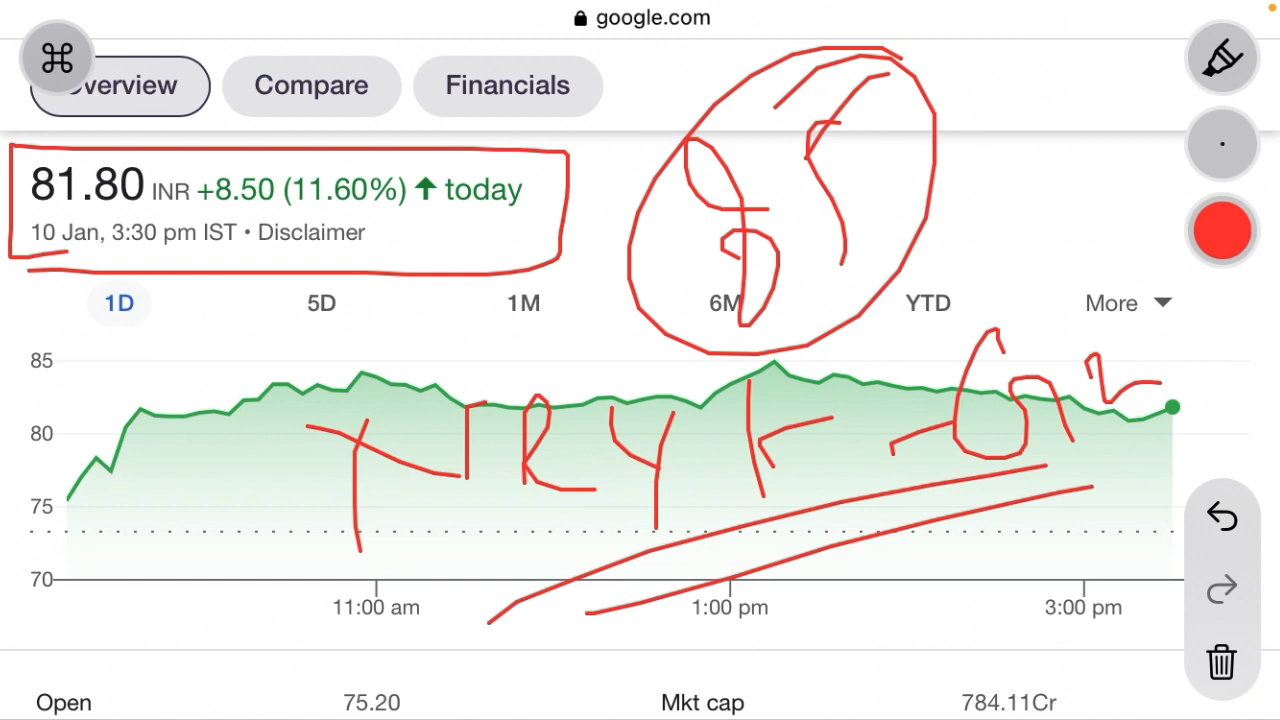 google.com
Overview Compare Financials
81.80 INR +8.50 (11.60%) ↑ today
10 Jan, 3:30 pm IST • Disclaimer
1D 5D 1M 6M YTD More
85
80
75
70
11:00 am 1:00 pm 3:00 pm
Open 75.20 Mkt cap 784.11Cr